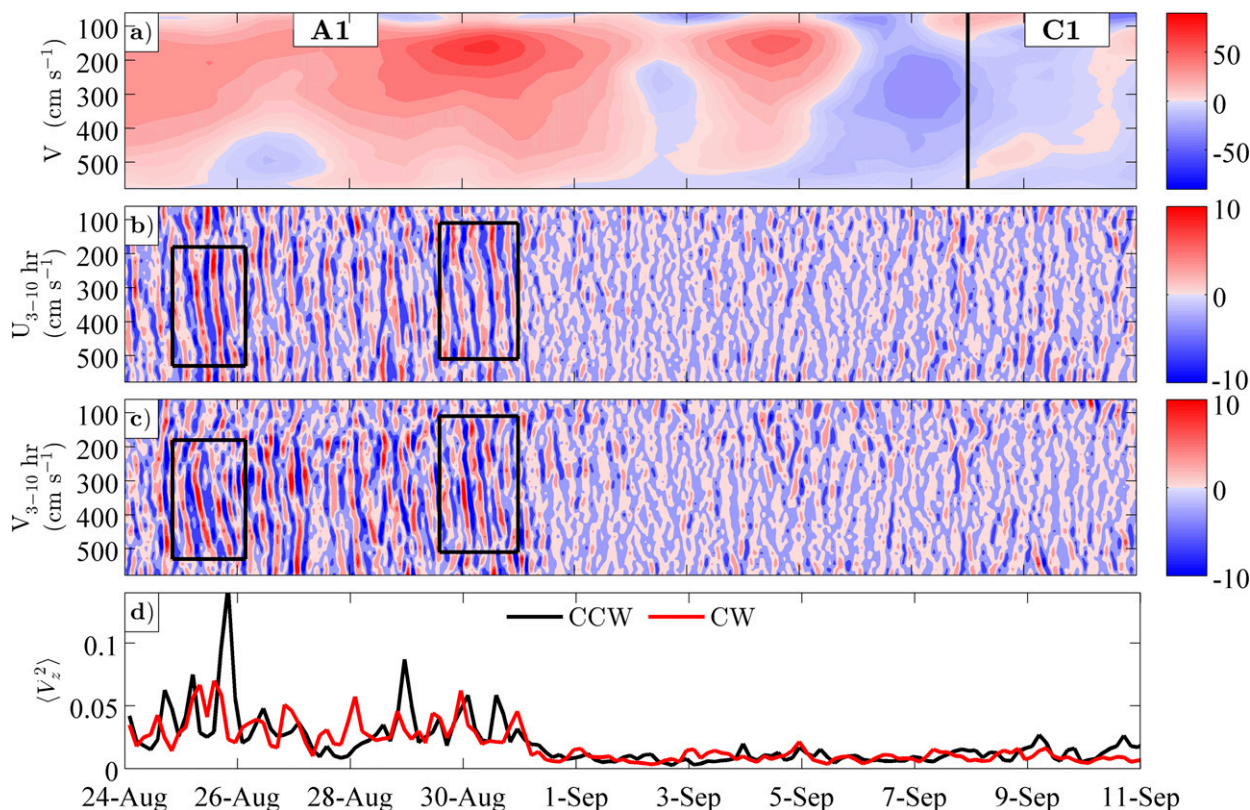 a)
A1
C1
100
200
300
400
500
V (cm s⁻¹)
50
0
-50
b)
100
200
300
400
500
U₃₋₁₀ hr
(cm s⁻¹)
10
0
-10
c)
100
200
300
400
500
V₃₋₁₀ hr
(cm s⁻¹)
10
0
-10
d)
CCW CW
0.1
0.05
0
⟨V_z²⟩
24-Aug 26-Aug 28-Aug 30-Aug 1-Sep 3-Sep 5-Sep 7-Sep 9-Sep 11-Sep